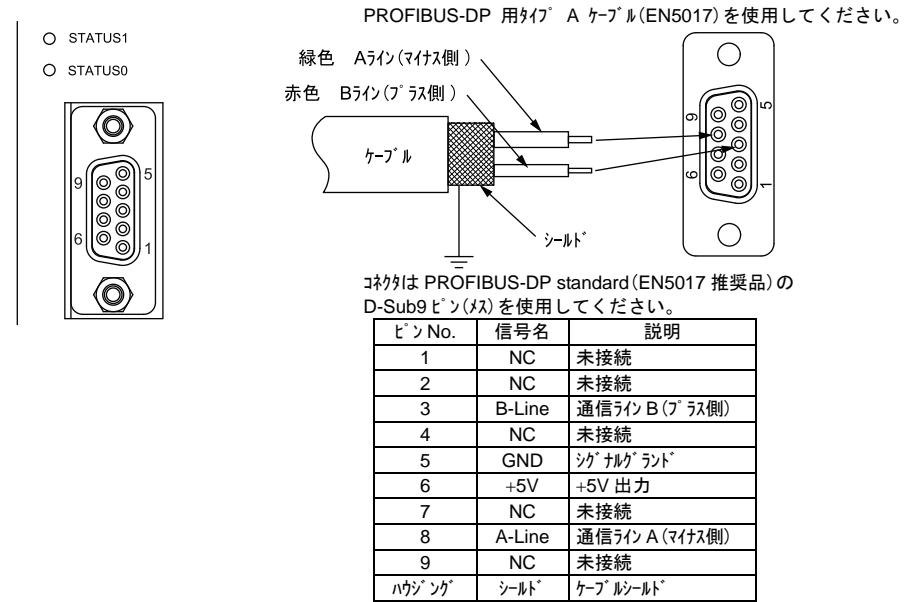 PROFIBUS-DP 用ﾀｲﾌﾟ A ｹｰﾌﾞﾙ(EN5017)を使用してください。
STATUS1
STATUS0
緑色 Aﾗｲﾝ(ﾏｲﾅｽ側)
赤色 Bﾗｲﾝ(ﾌﾟﾗｽ側)
ｹｰﾌﾞﾙ
ｼｰﾙﾄﾞ
9
5
6
1
9
5
6
1
ｺﾈｸﾀは PROFIBUS-DP standard(EN5017 推奨品)の
D-Sub9 ﾋﾟﾝ(ﾒｽ)を使用してください。
ﾋﾟﾝ No. 信号名 説明
1 NC 未接続
2 NC 未接続
3 B-Line 通信ﾗｲﾝ B(ﾌﾟﾗｽ側)
4 NC 未接続
5 GND ｼｸﾞﾅﾙｸﾞﾗﾝﾄﾞ
6 +5V +5V 出力
7 NC 未接続
8 A-Line 通信ﾗｲﾝ A(ﾏｲﾅｽ側)
9 NC 未接続
ﾊｳｼﾞﾝｸﾞ ｼｰﾙﾄﾞ ｹｰﾌﾞﾙｼｰﾙﾄﾞ